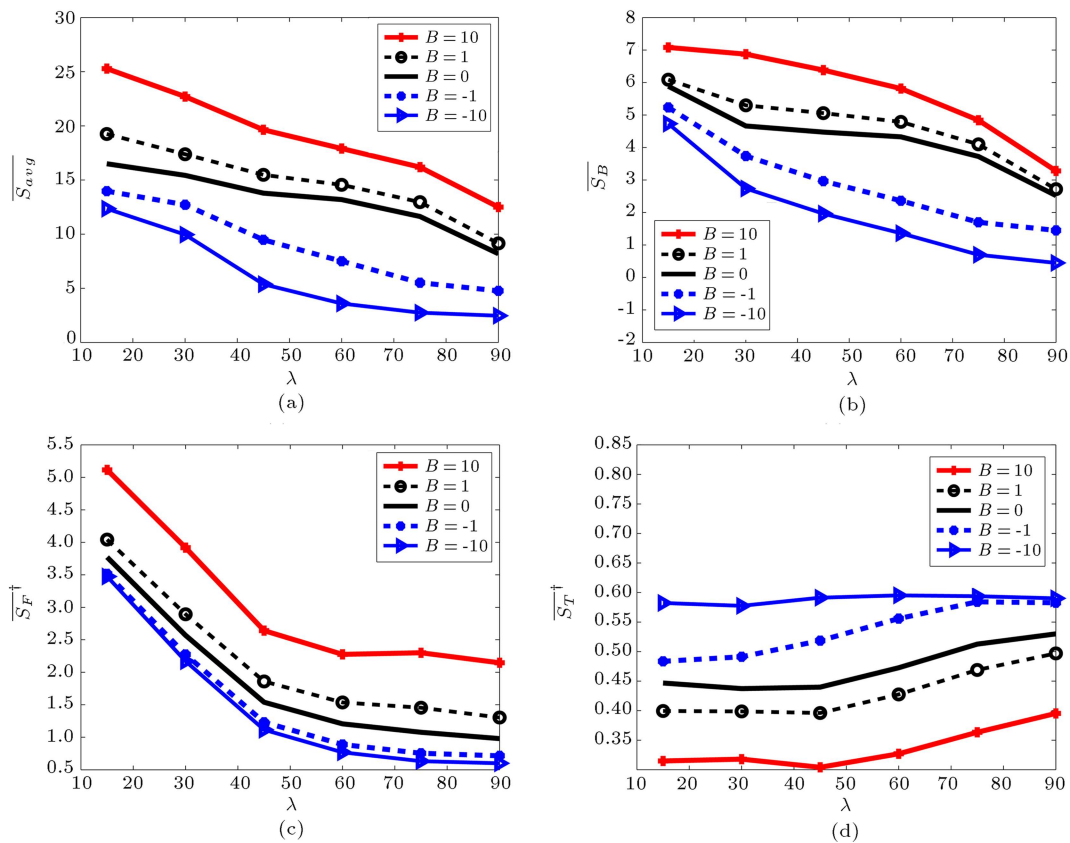 30
25
20
15
10
5
0
10 20 30 40 50 60 70 80 90
S_avg
λ
B = 10
B = 1
B = 0
B = -1
B = -10
(a)
8
7
6
5
4
3
2
1
0
-1
-2
10 20 30 40 50 60 70 80 90
S_B
λ
B = 10
B = 1
B = 0
B = -1
B = -10
(b)
5.5
5.0
4.5
4.0
3.5
3.0
2.5
2.0
1.5
1.0
0.5
10 20 30 40 50 60 70 80 90
S_F†
λ
B = 10
B = 1
B = 0
B = -1
B = -10
(c)
0.85
0.80
0.75
0.70
0.65
0.60
0.55
0.50
0.45
0.40
0.35
10 20 30 40 50 60 70 80 90
S_T†
λ
B = 10
B = 1
B = 0
B = -1
B = -10
(d)